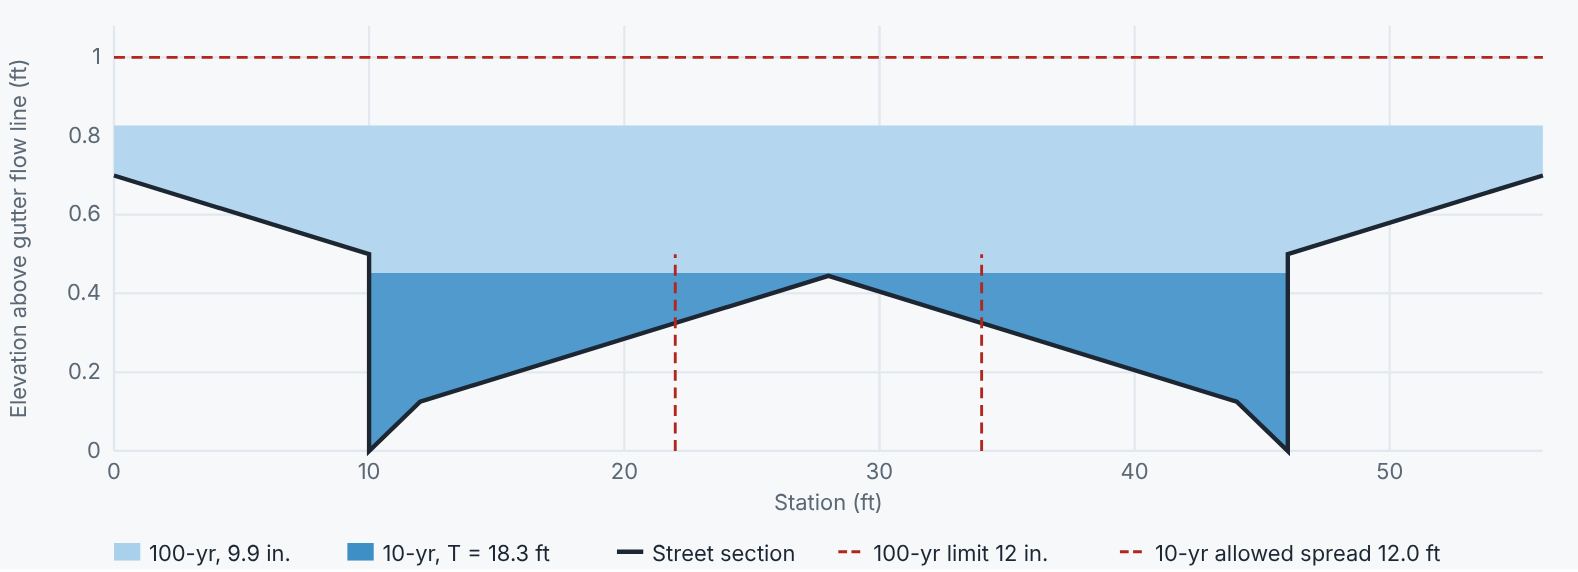 Elevation above gutter flow line (ft)
1
0.8
0.6
0.4
0.2
0
0 10 20 30 40 50
Station (ft)
100-yr, 9.9 in. 10-yr, T = 18.3 ft Street section 100-yr limit 12 in. 10-yr allowed spread 12.0 ft